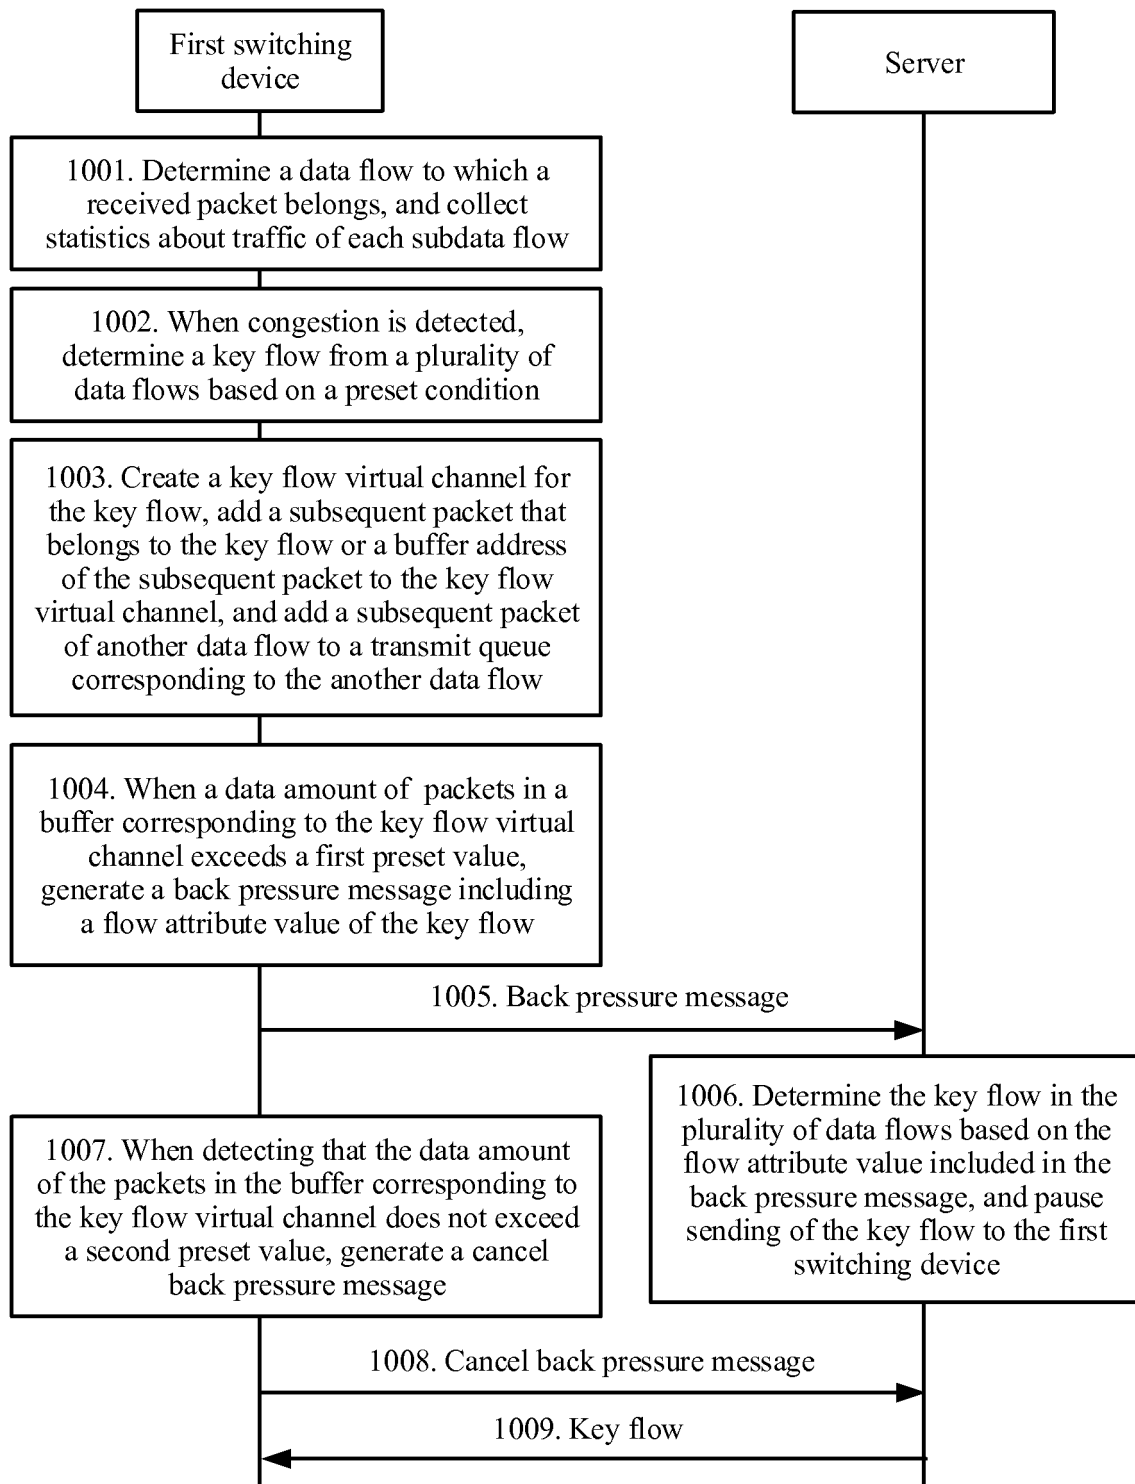 First switching
device
Server
1001. Determine a data flow to which a
received packet belongs, and collect
statistics about traffic of each subdata flow
1002. When congestion is detected,
determine a key flow from a plurality of
data flows based on a preset condition
1003. Create a key flow virtual channel for
the key flow, add a subsequent packet that
belongs to the key flow or a buffer address
of the subsequent packet to the key flow
virtual channel, and add a subsequent packet
of another data flow to a transmit queue
corresponding to the another data flow
1004. When a data amount of packets in a
buffer corresponding to the key flow virtual
channel exceeds a first preset value,
generate a back pressure message including
a flow attribute value of the key flow
1005. Back pressure message
1006. Determine the key flow in the
plurality of data flows based on the
flow attribute value included in the
back pressure message, and pause
sending of the key flow to the first
switching device
1007. When detecting that the data amount
of the packets in the buffer corresponding to
the key flow virtual channel does not exceed
a second preset value, generate a cancel
back pressure message
1008. Cancel back pressure message
1009. Key flow